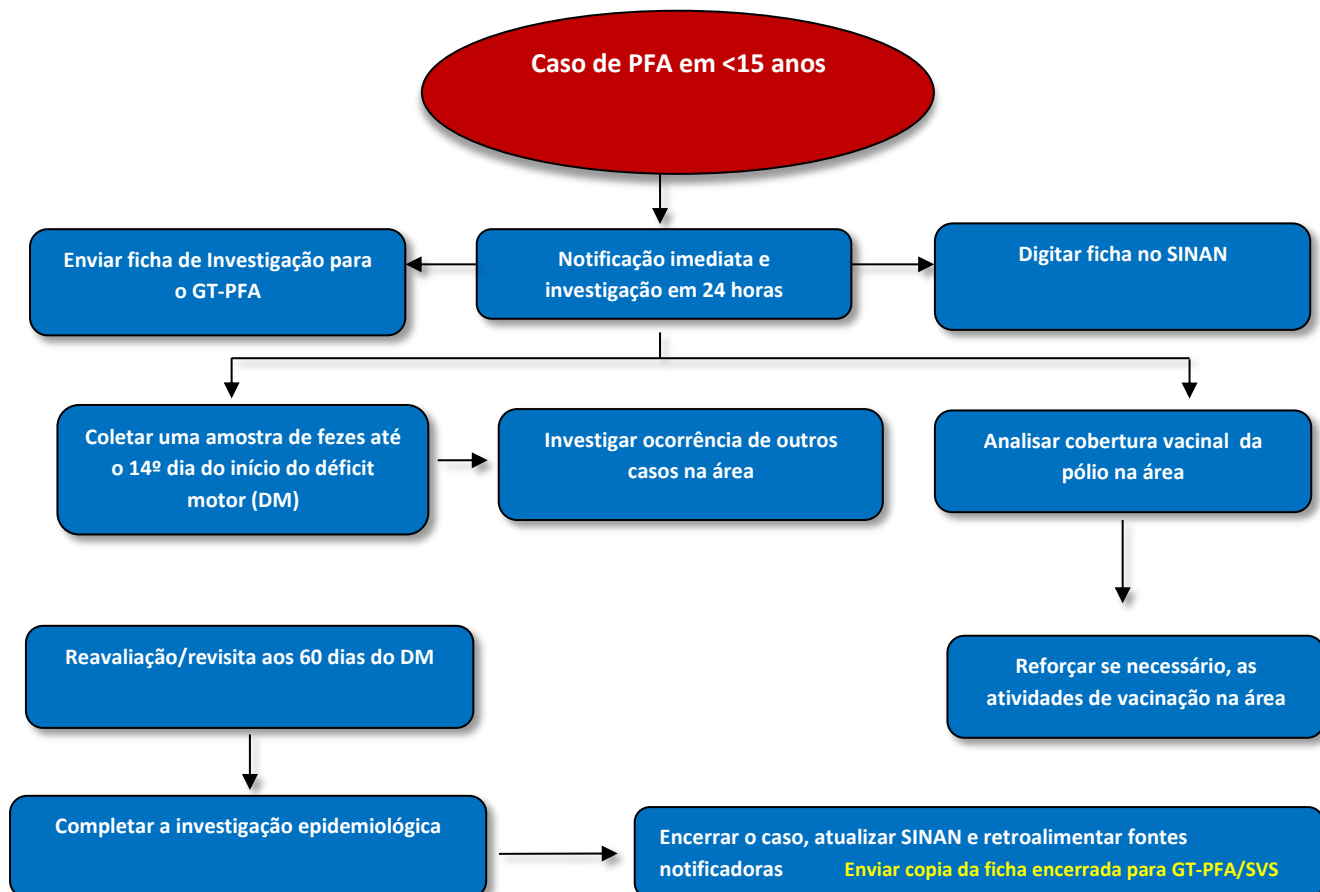 Caso de PFA em <15 anos
Enviar ficha de Investigação para
o GT-PFA
Notificação imediata e
investigação em 24 horas
Digitar ficha no SINAN
Coletar uma amostra de fezes até
o 14º dia do início do déficit
motor (DM)
Investigar ocorrência de outros
casos na área
Analisar cobertura vacinal da
pólio na área
Reavaliação/revisita aos 60 dias do DM
Reforçar se necessário, as
atividades de vacinação na área
Completar a investigação epidemiológica
Encerrar o caso, atualizar SINAN e retroalimentar fontes
notificadoras Enviar copia da ficha encerrada para GT-PFA/SVS